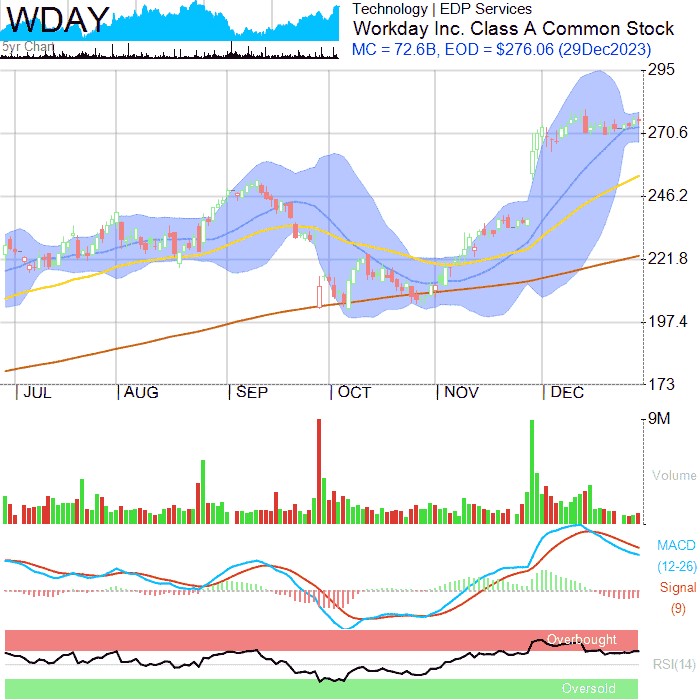 WDAY
5yr Chart
Technology | EDP Services
Workday Inc. Class A Common Stock
MC = 72.6B, EOD = $276.06 (29Dec2023)
295
270.6
246.2
221.8
197.4
173
| JUL | AUG | SEP | OCT | NOV | DEC
9M
Volume
MACD
(12-26)
Signal
(9)
Overbought
RSI(14)
Oversold